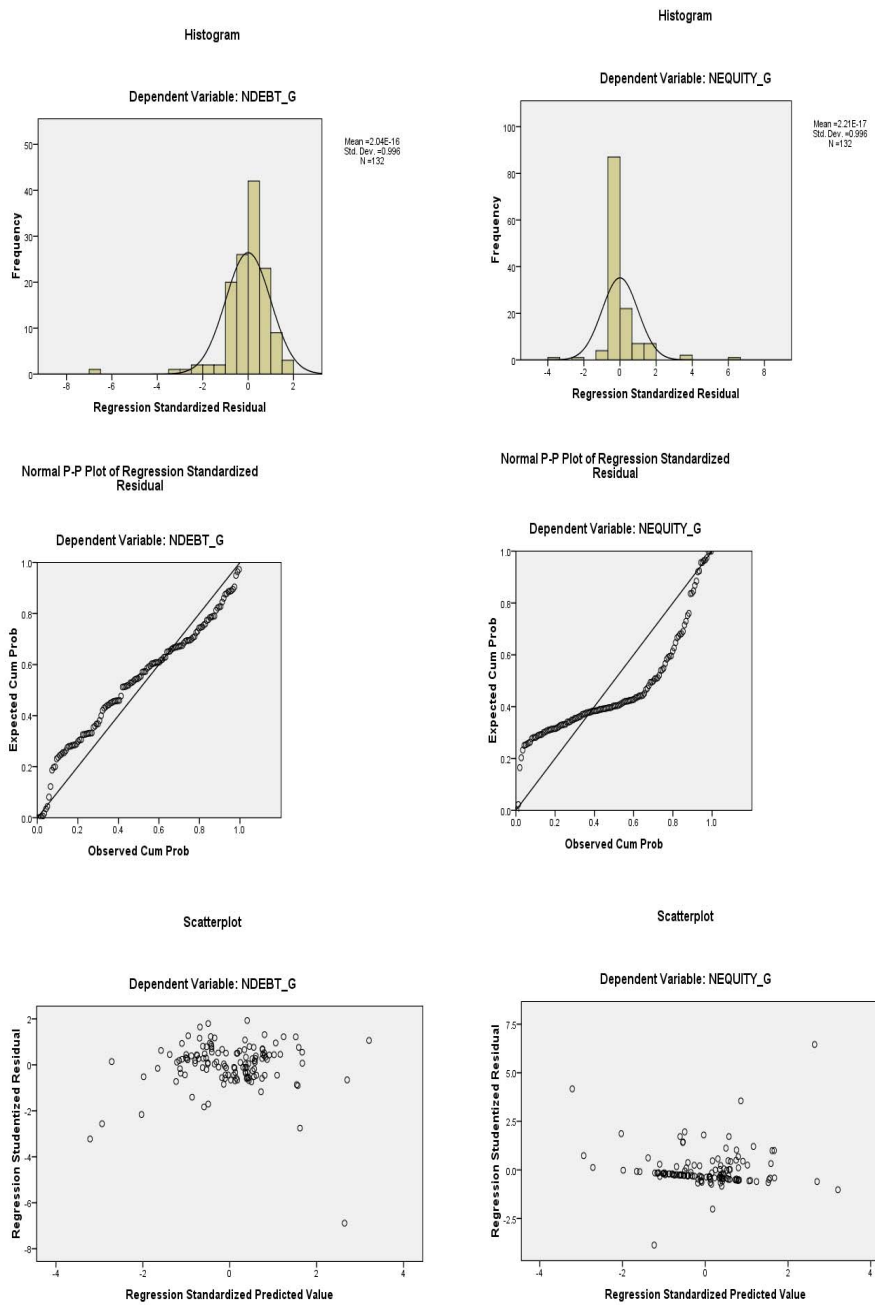 Histogram
Dependent Variable: NDEBT_G
Mean =2.04E-16
Std. Dev. =0.996
N =132
Frequency
50
40
30
20
10
0
-8 -6 -4 -2 0 2
Regression Standardized Residual
Histogram
Dependent Variable: NEQUITY_G
Mean =2.21E-17
Std. Dev. =0.996
N =132
Frequency
100
80
60
40
20
0
-4 -2 0 2 4 6 8
Regression Standardized Residual
Normal P-P Plot of Regression Standardized
Residual
Dependent Variable: NDEBT_G
Expected Cum Prob
1.0
0.8
0.6
0.4
0.2
0.0
0.0 0.2 0.4 0.6 0.8 1.0
Observed Cum Prob
Normal P-P Plot of Regression Standardized
Residual
Dependent Variable: NEQUITY_G
Expected Cum Prob
1.0
0.8
0.6
0.4
0.2
0.0
0.0 0.2 0.4 0.6 0.8 1.0
Observed Cum Prob
Scatterplot
Dependent Variable: NDEBT_G
Regression Studentized Residual
2
0
-2
-4
-6
-8
-4 -2 0 2 4
Regression Standardized Predicted Value
Scatterplot
Dependent Variable: NEQUITY_G
Regression Studentized Residual
7.5
5.0
2.5
0.0
-2.5
-4 -2 0 2 4
Regression Standardized Predicted Value